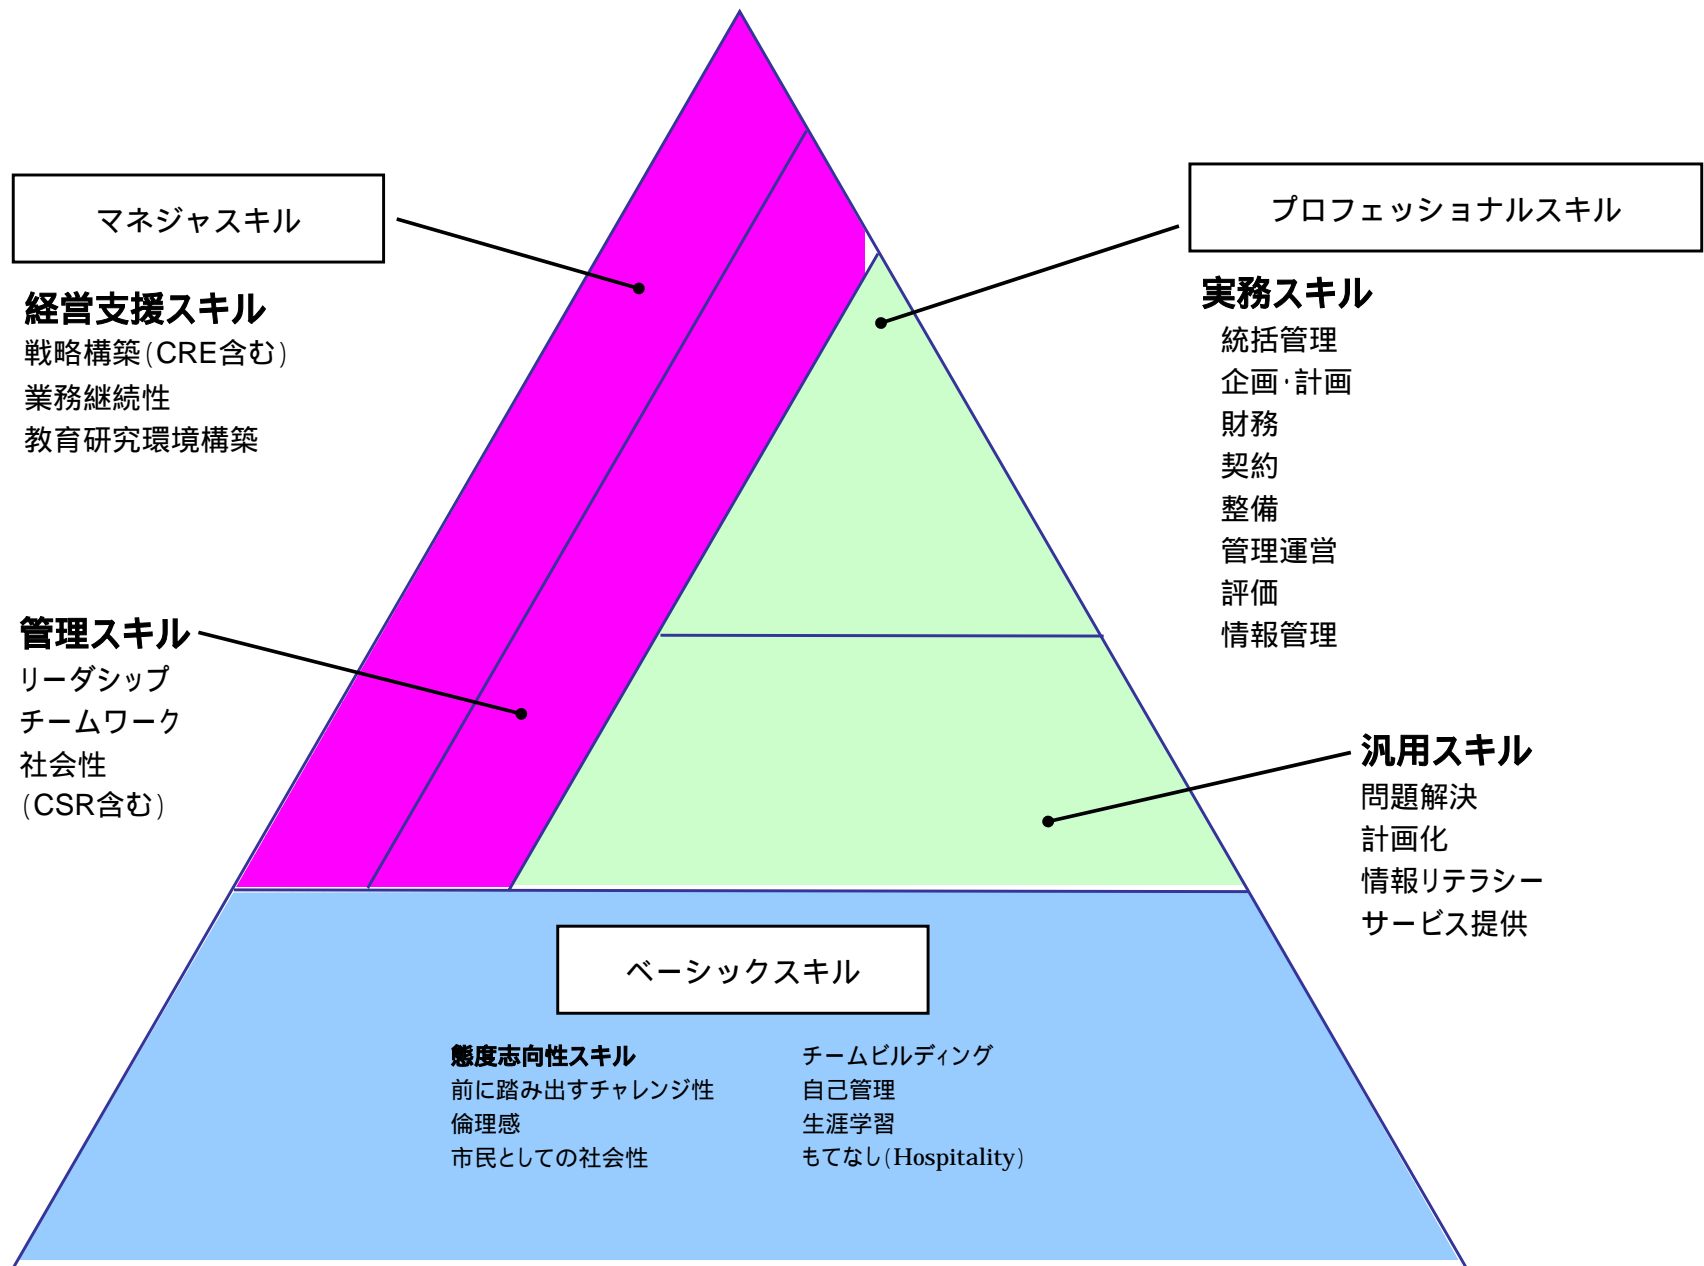 マネジャスキル
経営支援スキル
戦略構築(CRE含む)
業務継続性
教育研究環境構築
管理スキル
リーダシップ
チームワーク
社会性
(CSR含む)
プロフェッショナルスキル
実務スキル
統括管理
企画・計画
財務
契約
整備
管理運営
評価
情報管理
汎用スキル
問題解決
計画化
情報リテラシー
サービス提供
ベーシックスキル
態度志向性スキル
前に踏み出すチャレンジ性
倫理感
市民としての社会性
チームビルディング
自己管理
生涯学習
もてなし(Hospitality)